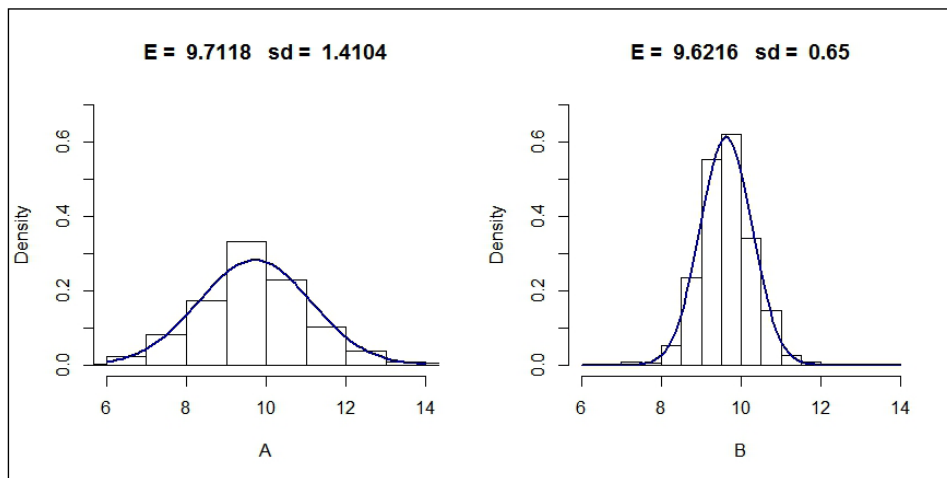 E = 9.7118 sd = 1.4104
Density
0.0 0.2 0.4 0.6
6 8 10 12 14
A
E = 9.6216 sd = 0.65
Density
0.0 0.2 0.4 0.6
6 8 10 12 14
B